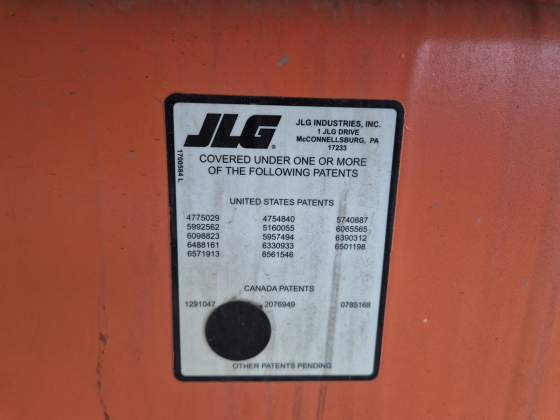 JLG®
JLG INDUSTRIES, INC.
1 JLG DRIVE
McCONNELLSBURG, PA
17233
1700584 L
COVERED UNDER ONE OR MORE
OF THE FOLLOWING PATENTS
UNITED STATES PATENTS
4775029 4754840 5740887
5992562 5160055 6065565
6098823 5957494 6390312
6488161 6330933 6501198
6571913 6561546
CANADA PATENTS
1291047 2076949 0785168
OTHER PATENTS PENDING